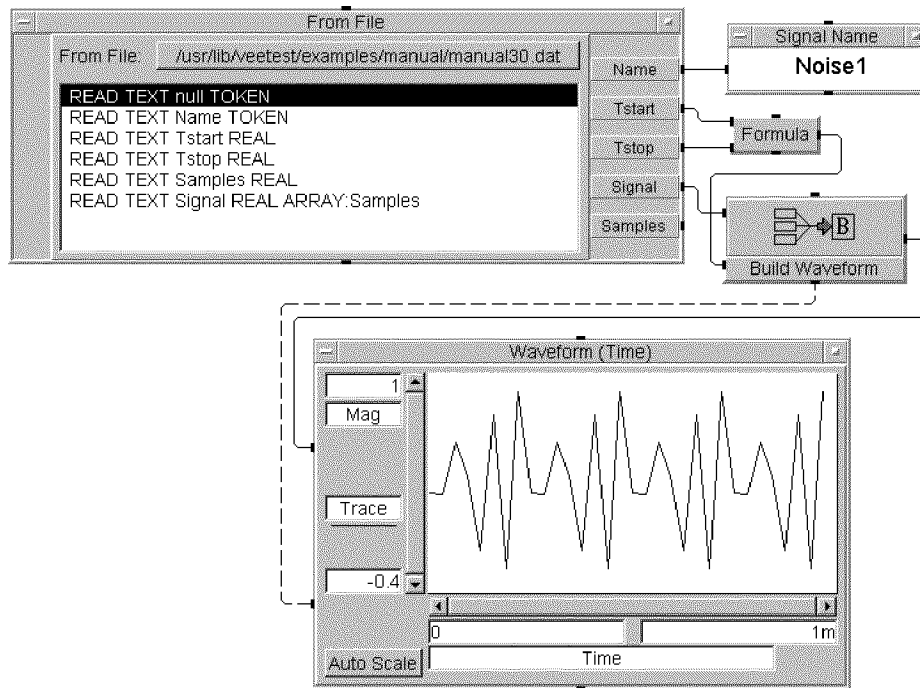 From File
From File
/usr/lib/veetest/examples/manual/manual30.dat
READ TEXT null TOKEN
READ TEXT Name TOKEN
READ TEXT Tstart REAL
READ TEXT Tstop REAL
READ TEXT Samples REAL
READ TEXT Signal REAL ARRAY:Samples
Name
Tstart
Tstop
Signal
Samples
Signal Name
Noise1
Formula
B
Build Waveform
Waveform (Time)
1
Mag
Trace
-0.4
0
1m
Auto Scale
Time